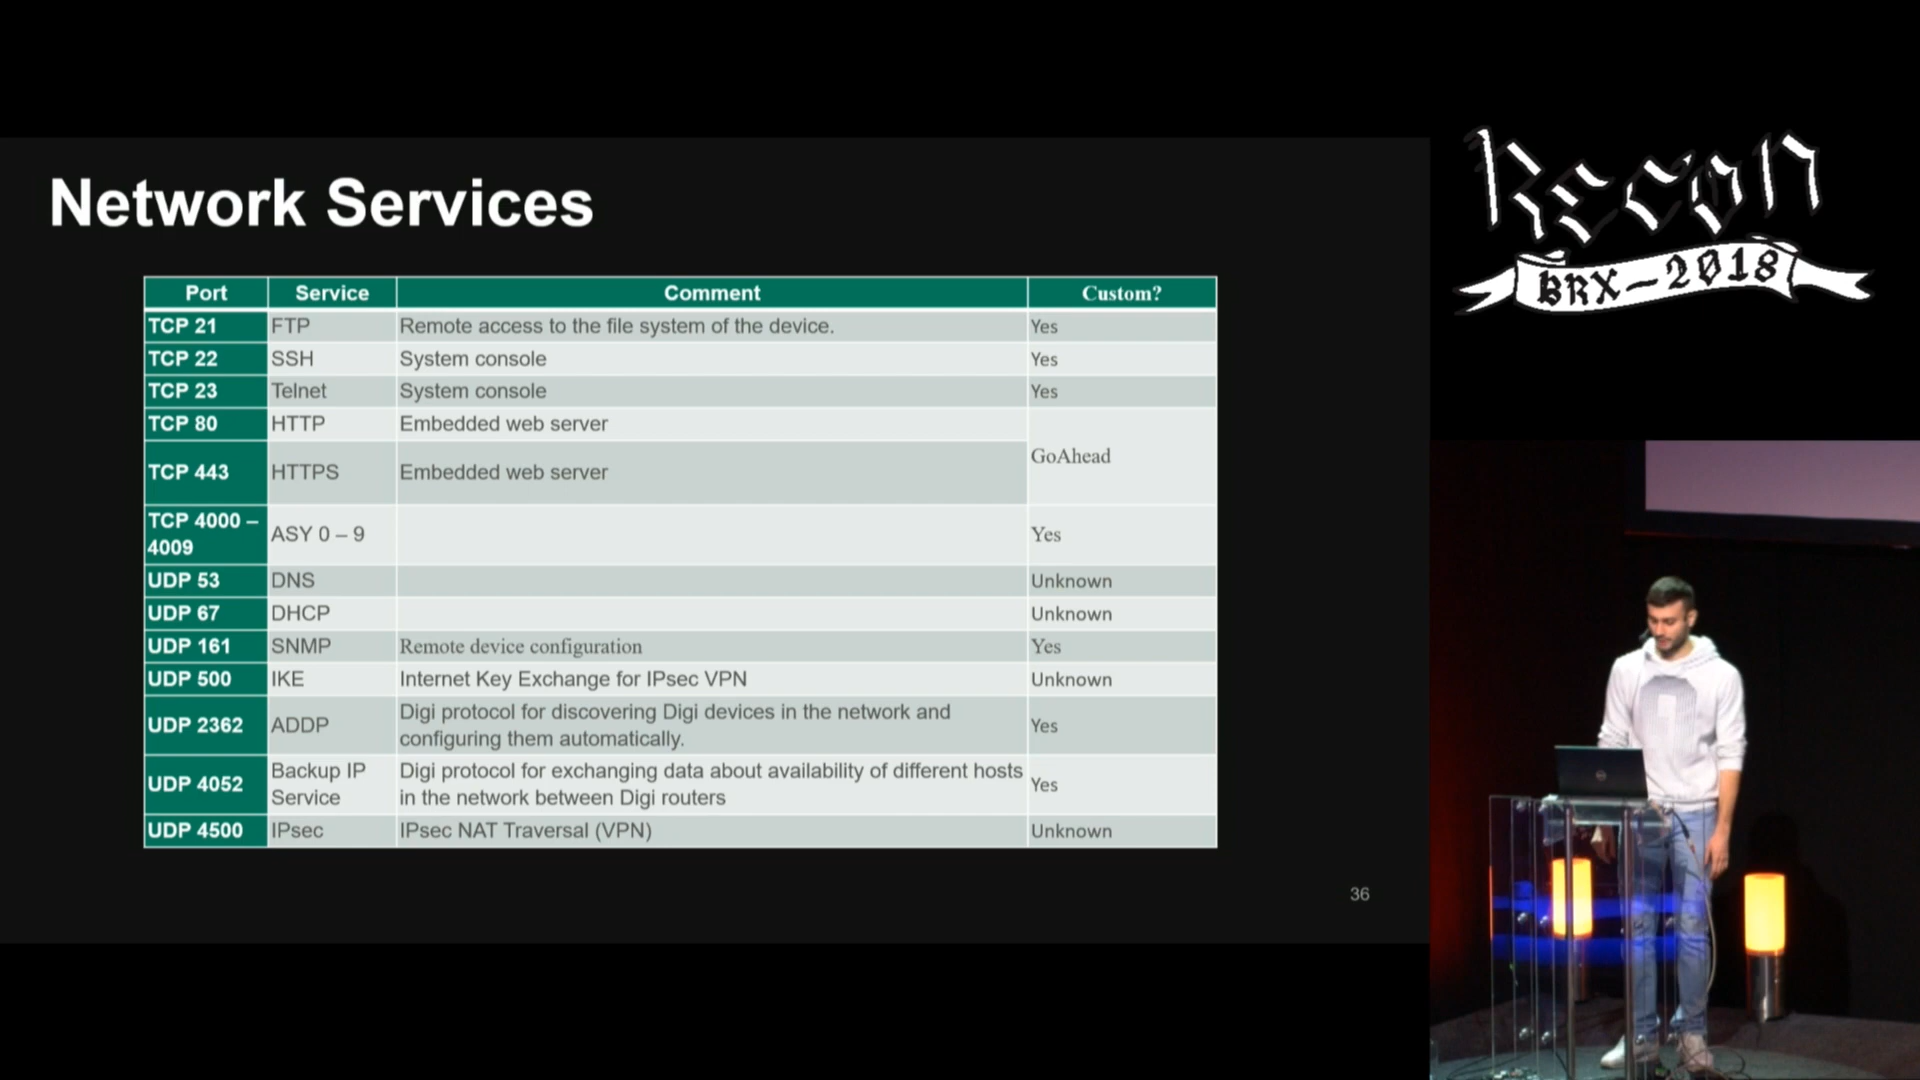 Network Services
Port Service Comment Custom?
TCP 21 FTP Remote access to the file system of the device. Yes
TCP 22 SSH System console Yes
TCP 23 Telnet System console Yes
TCP 80 HTTP Embedded web server
GoAhead
TCP 443 HTTPS Embedded web server
TCP 4000 –
4009
ASY 0 – 9 Yes
UDP 53 DNS Unknown
UDP 67 DHCP Unknown
UDP 161 SNMP Remote device configuration Yes
UDP 500 IKE Internet Key Exchange for IPsec VPN Unknown
UDP 2362 ADDP
Digi protocol for discovering Digi devices in the network and
configuring them automatically.
Yes
UDP 4052
Backup IP
Service
Digi protocol for exchanging data about availability of different hosts
in the network between Digi routers
Yes
UDP 4500 IPsec IPsec NAT Traversal (VPN) Unknown
36
Recon
BRX–2018